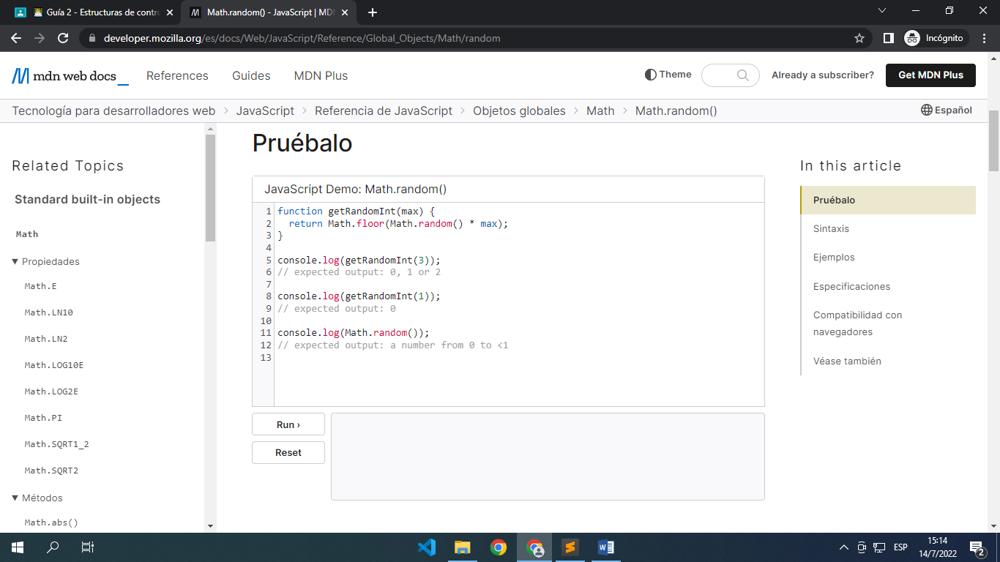 Guía 2 - Estructuras de contro
Math.random() - JavaScript | MDN
developer.mozilla.org/es/docs/Web/JavaScript/Reference/Global_Objects/Math/random
Incógnito
mdn web docs_
References
Guides
MDN Plus
Theme
Already a subscriber?
Get MDN Plus
Tecnología para desarrolladores web > JavaScript > Referencia de JavaScript > Objetos globales > Math > Math.random()
Español
Related Topics
Standard built-in objects
Math
▼ Propiedades
Math.E
Math.LN10
Math.LN2
Math.LOG10E
Math.LOG2E
Math.PI
Math.SQRT1_2
Math.SQRT2
▼ Métodos
Math.abs()
Pruébalo
JavaScript Demo: Math.random()
1 function getRandomInt(max) {
2   return Math.floor(Math.random() * max);
3 }
4
5 console.log(getRandomInt(3));
6 // expected output: 0, 1 or 2
7
8 console.log(getRandomInt(1));
9 // expected output: 0
10
11 console.log(Math.random());
12 // expected output: a number from 0 to <1
13
Run ›
Reset
In this article
Pruébalo
Sintaxis
Ejemplos
Especificaciones
Compatibilidad con
navegadores
Véase también
ESP
15:14
14/7/2022
2